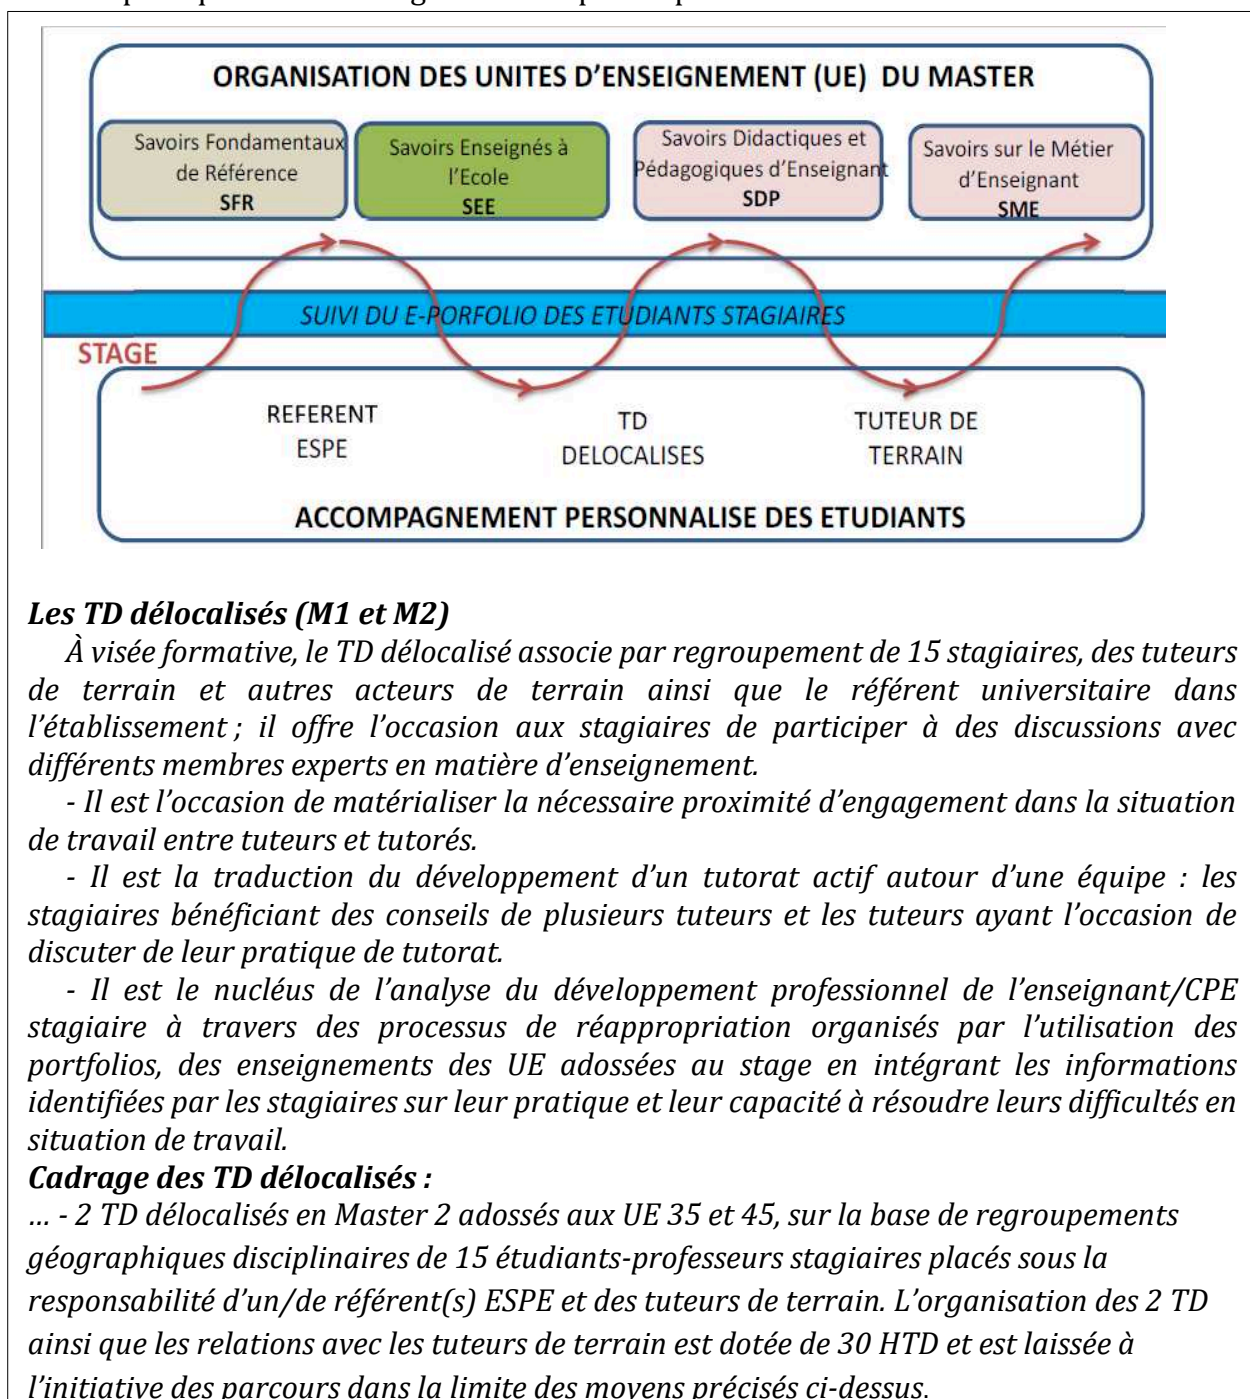 ORGANISATION DES UNITES D’ENSEIGNEMENT (UE) DU MASTER
Savoirs Fondamentaux
de Référence
SFR
Savoirs Enseignés à
l’Ecole
SEE
Savoirs Didactiques et
Pédagogiques d’Enseignant
SDP
Savoirs sur le Métier
d’Enseignant
SME
SUIVI DU E-PORFOLIO DES ETUDIANTS STAGIAIRES
STAGE
REFERENT
ESPE
TD
DELOCALISES
TUTEUR DE
TERRAIN
ACCOMPAGNEMENT PERSONNALISE DES ETUDIANTS
Les TD délocalisés (M1 et M2)
À visée formative, le TD délocalisé associe par regroupement de 15 stagiaires, des tuteurs
de terrain et autres acteurs de terrain ainsi que le référent universitaire dans
l’établissement ; il offre l’occasion aux stagiaires de participer à des discussions avec
différents membres experts en matière d’enseignement.
- Il est l’occasion de matérialiser la nécessaire proximité d’engagement dans la situation
de travail entre tuteurs et tutorés.
- Il est la traduction du développement d’un tutorat actif autour d’une équipe : les
stagiaires bénéficiant des conseils de plusieurs tuteurs et les tuteurs ayant l’occasion de
discuter de leur pratique de tutorat.
- Il est le nucléus de l’analyse du développement professionnel de l’enseignant/CPE
stagiaire à travers des processus de réappropriation organisés par l’utilisation des
portfolios, des enseignements des UE adossées au stage en intégrant les informations
identifiées par les stagiaires sur leur pratique et leur capacité à résoudre leurs difficultés en
situation de travail.
Cadrage des TD délocalisés :
… - 2 TD délocalisés en Master 2 adossés aux UE 35 et 45, sur la base de regroupements
géographiques disciplinaires de 15 étudiants-professeurs stagiaires placés sous la
responsabilité d’un/de référent(s) ESPE et des tuteurs de terrain. L’organisation des 2 TD
ainsi que les relations avec les tuteurs de terrain est dotée de 30 HTD et est laissée à
l’initiative des parcours dans la limite des moyens précisés ci-dessus.